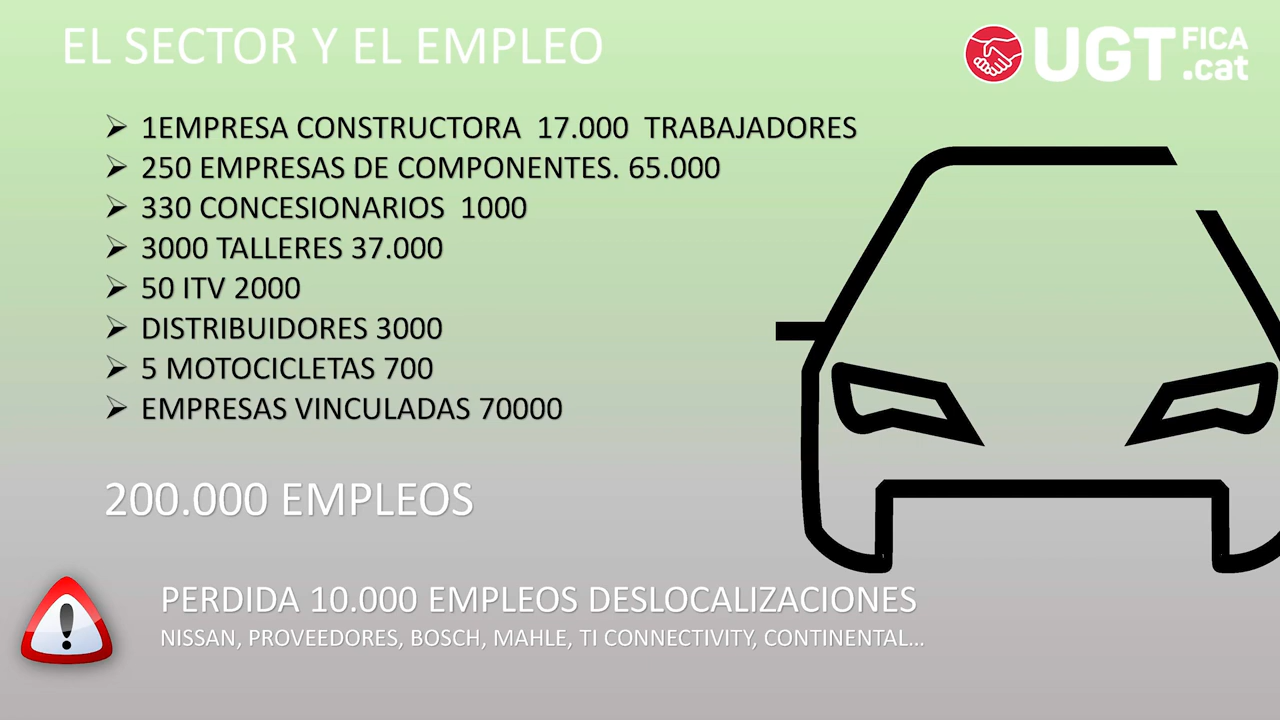 EL SECTOR Y EL EMPLEO
UGT FICA
.cat
1EMPRESA CONSTRUCTORA 17.000 TRABAJADORES
250 EMPRESAS DE COMPONENTES. 65.000
330 CONCESIONARIOS 1000
3000 TALLERES 37.000
50 ITV 2000
DISTRIBUIDORES 3000
5 MOTOCICLETAS 700
EMPRESAS VINCULADAS 70000
200.000 EMPLEOS
PERDIDA 10.000 EMPLEOS DESLOCALIZACIONES
NISSAN, PROVEEDORES, BOSCH, MAHLE, TI CONNECTIVITY, CONTINENTAL...